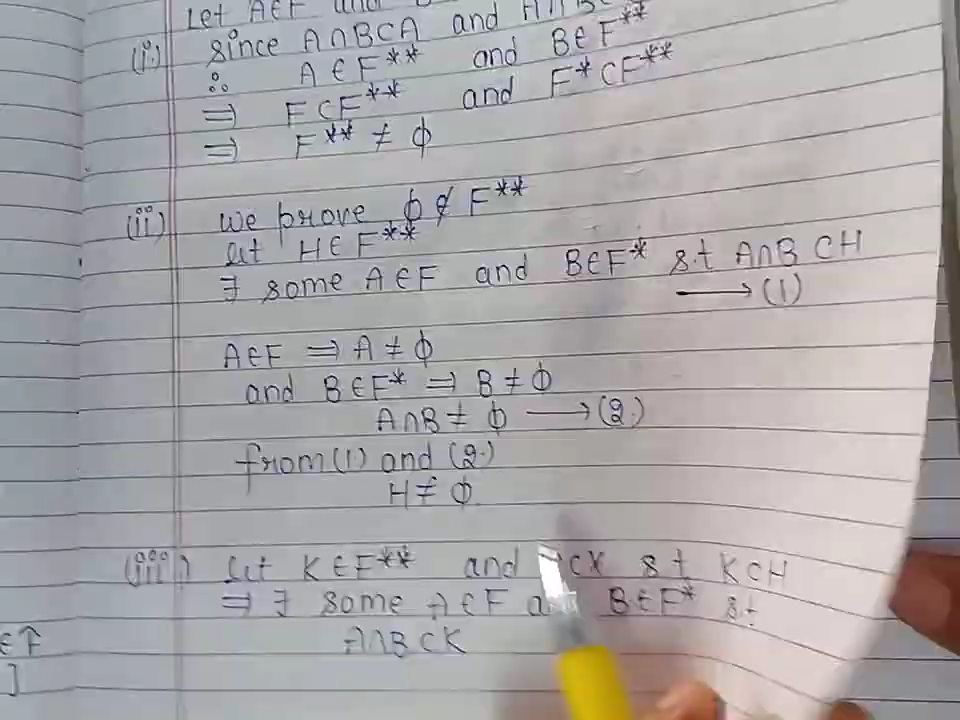 Let A∈F and
(i) since A∩B⊂A and A∩B⊂
∴ A∈F** and B∈F**
⇒ F⊂F** and F*⊂F**
⇒ F** ≠ φ
(ii) we prove φ∉F**
let H∈F**
∃ some A∈F and B∈F* s.t A∩B⊂H
⟶(1)
A∈F ⇒ A≠φ
and B∈F* ⇒ B≠φ
A∩B≠φ ⟶(2.)
from (1) and (2.)
H≠φ
(iii) let K∈F** and ⊂X s.t K⊂H
⇒ ∃ some A∈F B∈F* s.t
A∩B⊂K
∈F
]